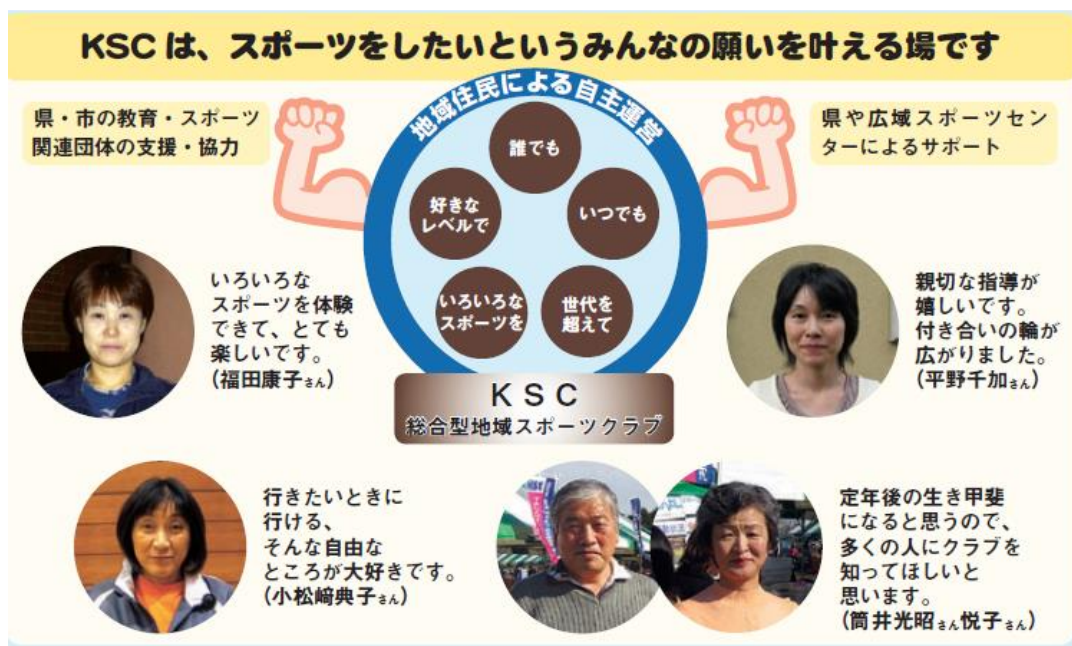 KSCは、スポーツをしたいというみんなの願いを叶える場です
県・市の教育・スポーツ
関連団体の支援・協力
地域住民による自主運営
県や広域スポーツセン
ターによるサポート
誰でも
好きな
レベルで
いつでも
いろいろな
スポーツを
世代を
超えて
KSC
総合型地域スポーツクラブ
いろいろな
スポーツを体験
できて、とても
楽しいです。
(福田康子さん)
親切な指導が
嬉しいです。
付き合いの輪が
広がりました。
(平野千加さん)
行きたいときに
行ける、
そんな自由な
ところが大好きです。
(小松﨑典子さん)
定年後の生き甲斐
になると思うので、
多くの人にクラブを
知ってほしいと
思います。
(筒井光昭さん悦子さん)